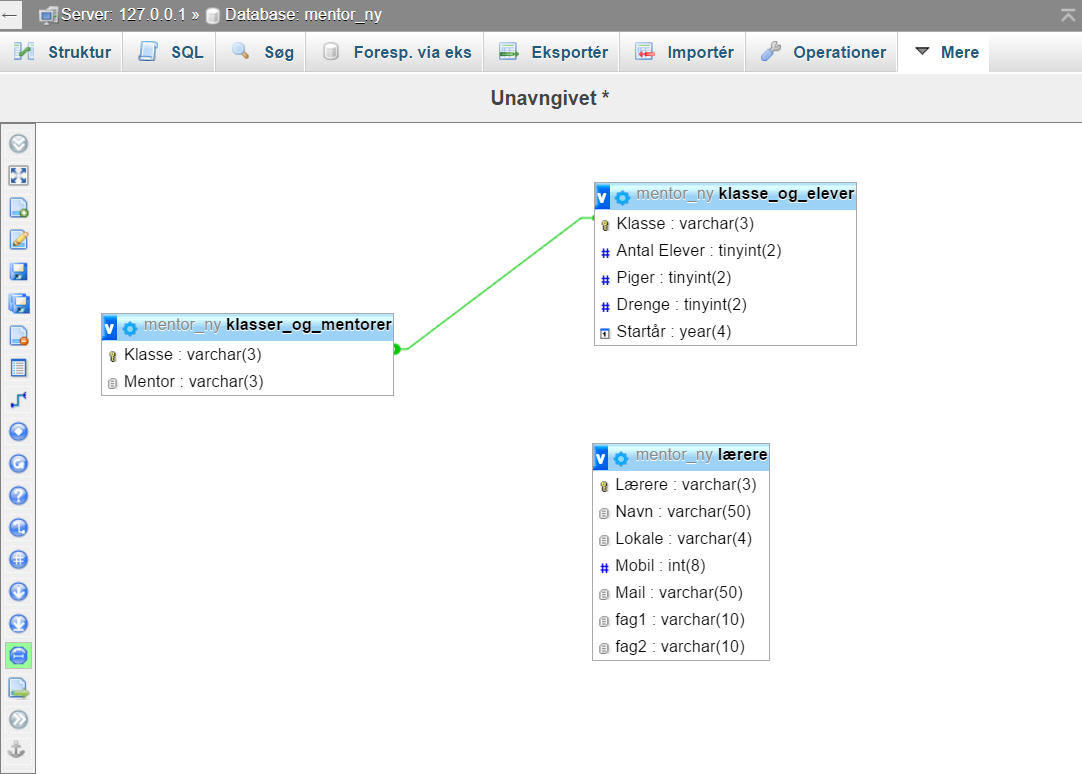 Server: 127.0.0.1 » Database: mentor_ny
Struktur SQL Søg Foresp. via eks Eksportér Importér Operationer Mere
Unavngivet *
v mentor_ny klasse_og_elever
Klasse : varchar(3)
# Antal Elever : tinyint(2)
# Piger : tinyint(2)
# Drenge : tinyint(2)
Startår : year(4)
v mentor_ny klasser_og_mentorer
Klasse : varchar(3)
Mentor : varchar(3)
v mentor_ny lærere
Lærere : varchar(3)
Navn : varchar(50)
Lokale : varchar(4)
# Mobil : int(8)
Mail : varchar(50)
fag1 : varchar(10)
fag2 : varchar(10)